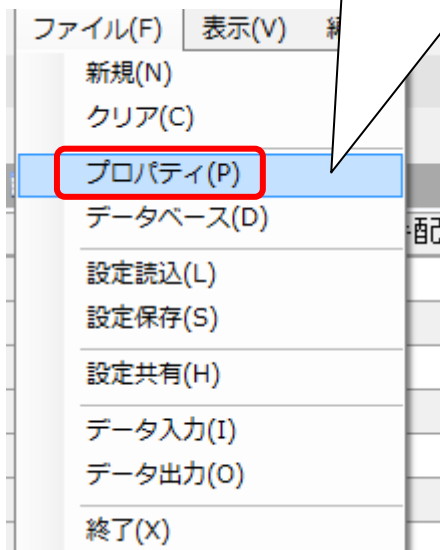 ファイル(F) 表示(V)
新規(N)
クリア(C)
プロパティ(P)
データベース(D)
配
設定読込(L)
設定保存(S)
設定共有(H)
データ入力(I)
データ出力(O)
終了(X)